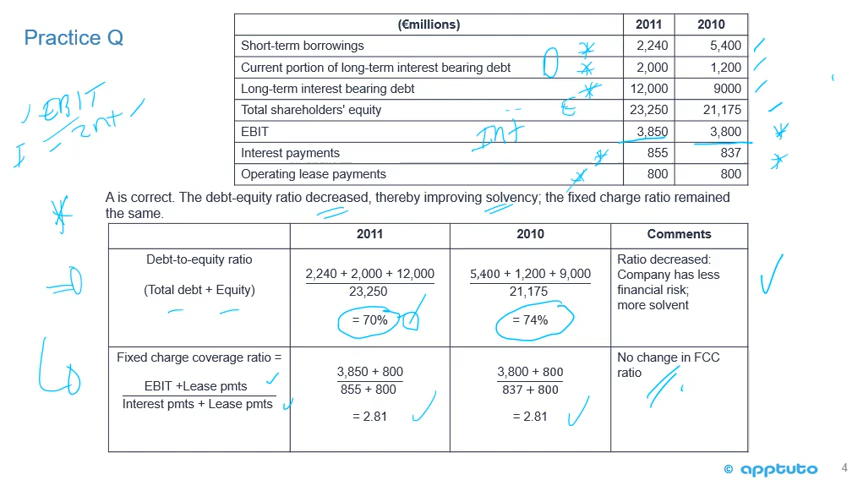 Practice Q
(€millions) 2011 2010
Short-term borrowings 2,240 5,400
Current portion of long-term interest bearing debt 2,000 1,200
Long-term interest bearing debt 12,000 9000
Total shareholders' equity 23,250 21,175
EBIT 3,850 3,800
Interest payments 855 837
Operating lease payments 800 800
EBIT
Int
D
E
Int
A is correct. The debt-equity ratio decreased, thereby improving solvency; the fixed charge ratio remained
the same.
2011 2010 Comments
Debt-to-equity ratio
(Total debt + Equity)
2,240 + 2,000 + 12,000
23,250
= 70%
5,400 + 1,200 + 9,000
21,175
= 74%
Ratio decreased:
Company has less
financial risk;
more solvent
Fixed charge coverage ratio =
EBIT +Lease pmts
Interest pmts + Lease pmts
3,850 + 800
855 + 800
= 2.81
3,800 + 800
837 + 800
= 2.81
No change in FCC
ratio
© apptuto
4